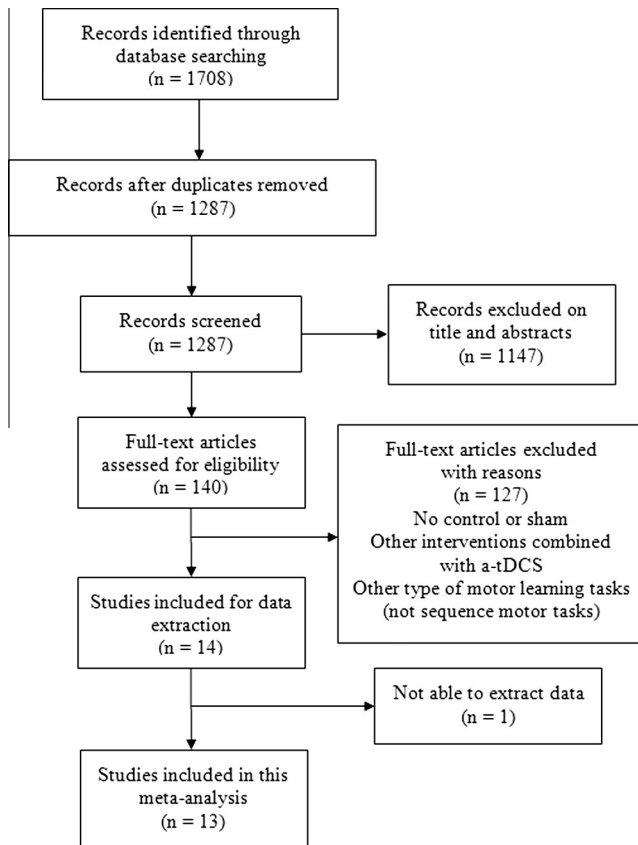 Records identified through
database searching
(n = 1708)
Records after duplicates removed
(n = 1287)
Records screened
(n = 1287)
Records excluded on
title and abstracts
(n = 1147)
Full-text articles
assessed for eligibility
(n = 140)
Full-text articles excluded
with reasons
(n = 127)
No control or sham
Other interventions combined
with a-tDCS
Other type of motor learning tasks
(not sequence motor tasks)
Studies included for data
extraction
(n = 14)
Not able to extract data
(n = 1)
Studies included in this
meta-analysis
(n = 13)